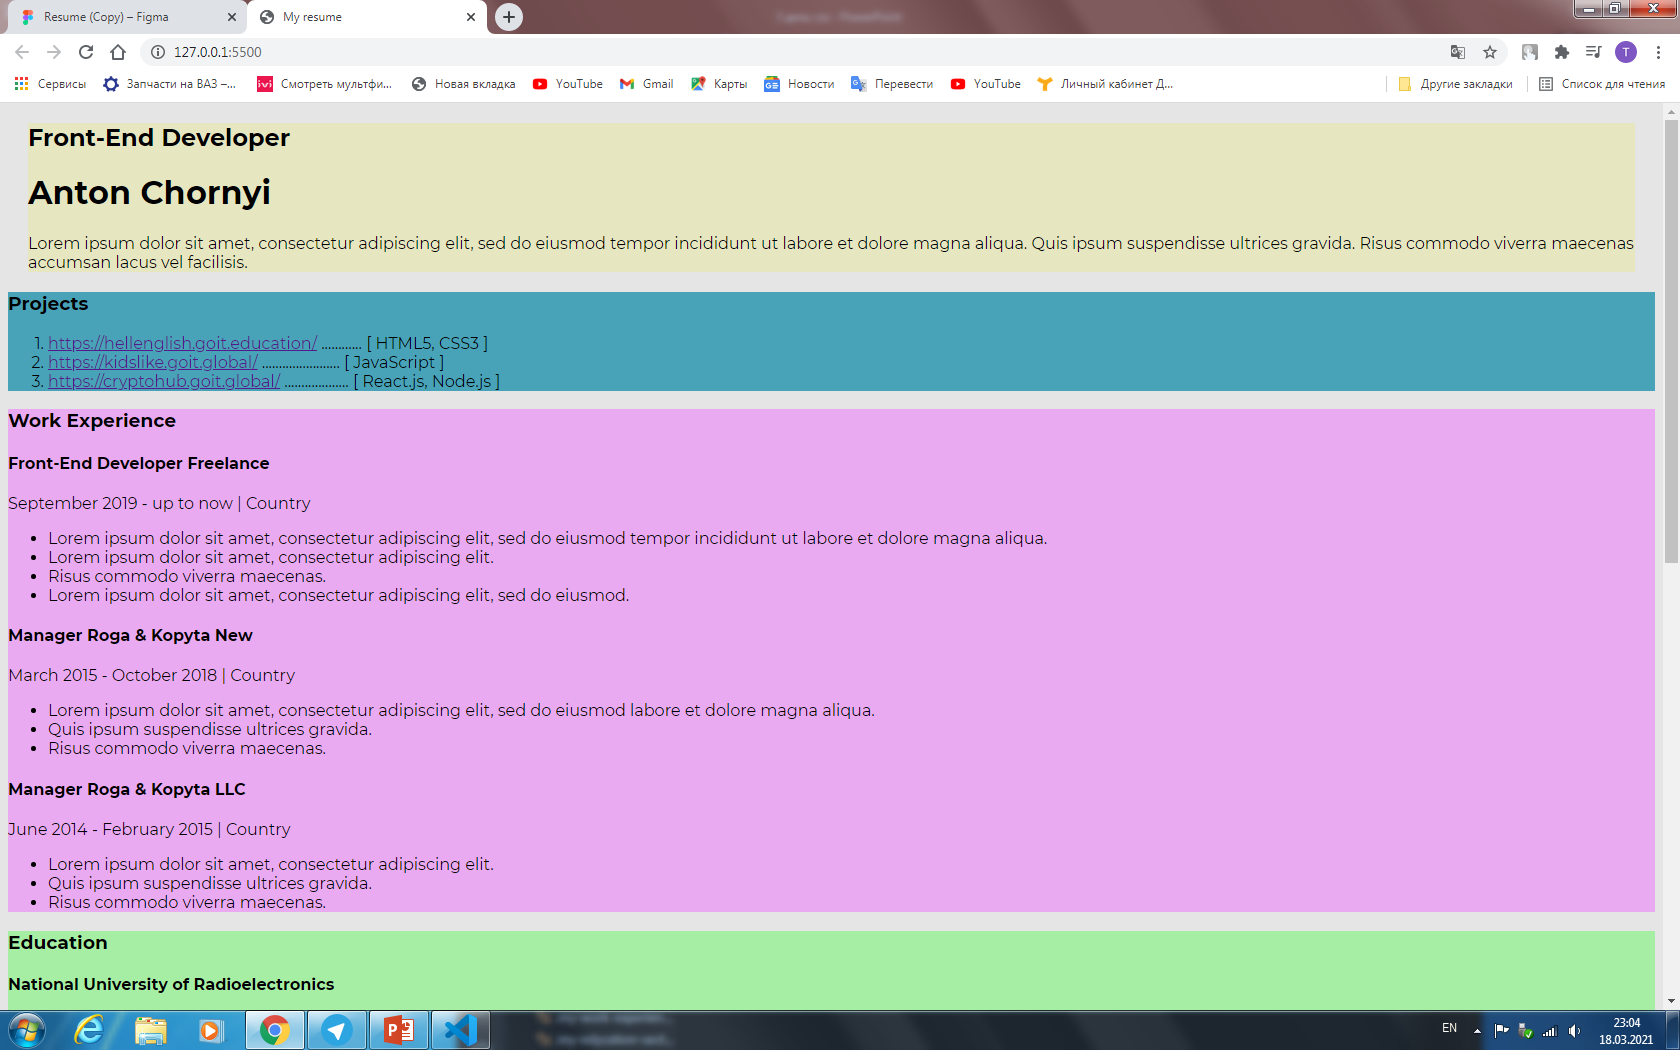 Resume (Copy) – Figma
My resume
127.0.0.1:5500
T
Сервисы
Запчасти на ВАЗ –...
ivi
Смотреть мультфи...
Новая вкладка
YouTube
Gmail
Карты
Новости
Перевести
YouTube
Личный кабинет Д...
Другие закладки
Список для чтения
Front-End Developer
Anton Chornyi
Lorem ipsum dolor sit amet, consectetur adipiscing elit, sed do eiusmod tempor incididunt ut labore et dolore magna aliqua. Quis ipsum suspendisse ultrices gravida. Risus commodo viverra maecenas
accumsan lacus vel facilisis.
Projects
1. https://hellenglish.goit.education/ ............ [ HTML5, CSS3 ]
2. https://kidslike.goit.global/ ....................... [ JavaScript ]
3. https://cryptohub.goit.global/ ................... [ React.js, Node.js ]
Work Experience
Front-End Developer Freelance
September 2019 - up to now | Country
• Lorem ipsum dolor sit amet, consectetur adipiscing elit, sed do eiusmod tempor incididunt ut labore et dolore magna aliqua.
• Lorem ipsum dolor sit amet, consectetur adipiscing elit.
• Risus commodo viverra maecenas.
• Lorem ipsum dolor sit amet, consectetur adipiscing elit, sed do eiusmod.
Manager Roga & Kopyta New
March 2015 - October 2018 | Country
• Lorem ipsum dolor sit amet, consectetur adipiscing elit, sed do eiusmod labore et dolore magna aliqua.
• Quis ipsum suspendisse ultrices gravida.
• Risus commodo viverra maecenas.
Manager Roga & Kopyta LLC
June 2014 - February 2015 | Country
• Lorem ipsum dolor sit amet, consectetur adipiscing elit.
• Quis ipsum suspendisse ultrices gravida.
• Risus commodo viverra maecenas.
Education
National University of Radioelectronics
EN
23:04
18.03.2021